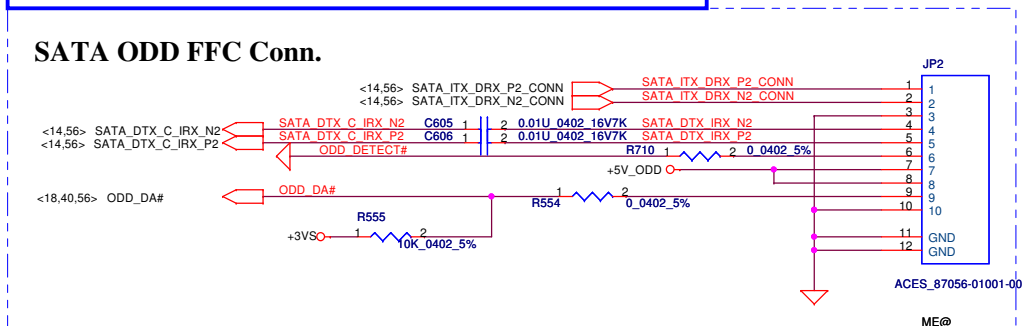 SATA ODD FFC Conn.
JP2
<14,56> SATA_ITX_DRX_P2_CONN SATA_ITX_DRX_P2_CONN 1 1
<14,56> SATA_ITX_DRX_N2_CONN SATA_ITX_DRX_N2_CONN 2 2
3 3
<14,56> SATA_DTX_C_IRX_N2 SATA_DTX_C_IRX_N2 C605 1 2 0.01U_0402_16V7K SATA_DTX_IRX_N2 4 4
<14,56> SATA_DTX_C_IRX_P2 SATA_DTX_C_IRX_P2 C606 1 2 0.01U_0402_16V7K SATA_DTX_IRX_P2 5 5
ODD_DETECT# R710 1 2 0_0402_5% 6 6
+5V_ODD 7 7
8 8
<18,40,56> ODD_DA# ODD_DA# R554 1 2 0_0402_5% 9 9
10 10
R555
+3VS 1 2 10K_0402_5% 11 GND
12 GND
ACES_87056-01001-00
ME@